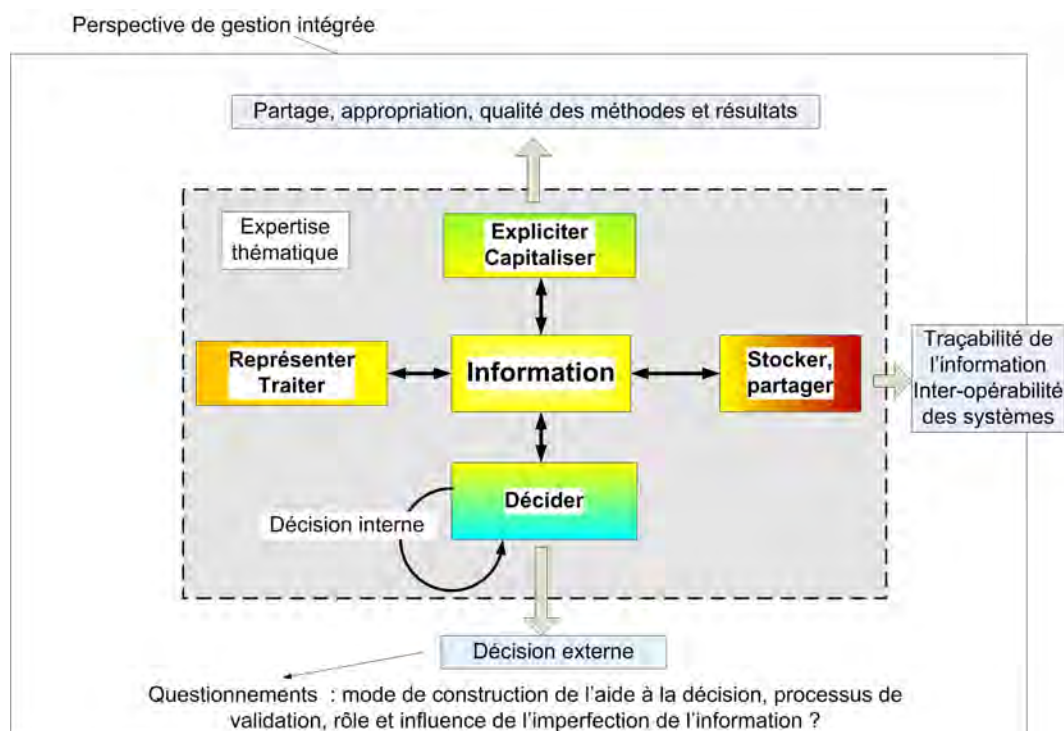 Perspective de gestion intégrée
Partage, appropriation, qualité des méthodes et résultats
Expertise
thématique
Expliciter
Capitaliser
Représenter
Traiter
Information
Stocker,
partager
Traçabilité de
l'information
Inter-opérabilité
des systèmes
Décider
Décision interne
Décision externe
Questionnements : mode de construction de l'aide à la décision, processus de
validation, rôle et influence de l'imperfection de l'information ?